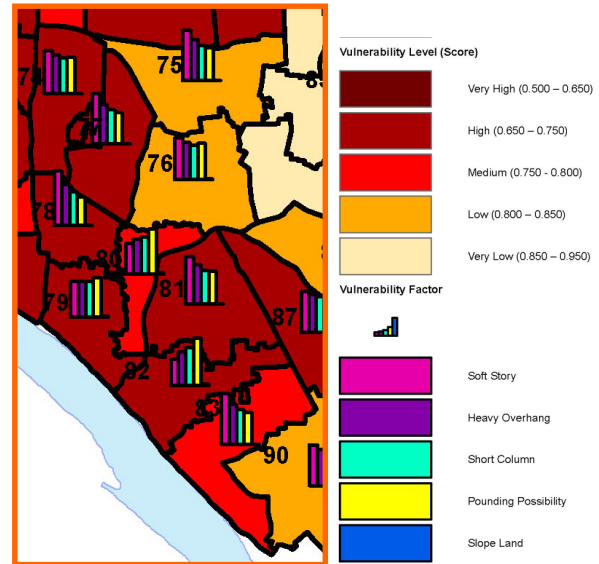 75
77
76
78
80
81
79
87
82
83
90
Vulnerability Level (Score)
Very High (0.500 – 0.650)
High (0.650 – 0.750)
Medium (0.750 - 0.800)
Low (0.800 – 0.850)
Very Low (0.850 – 0.950)
Vulnerability Factor
Soft Story
Heavy Overhang
Short Column
Pounding Possibility
Slope Land